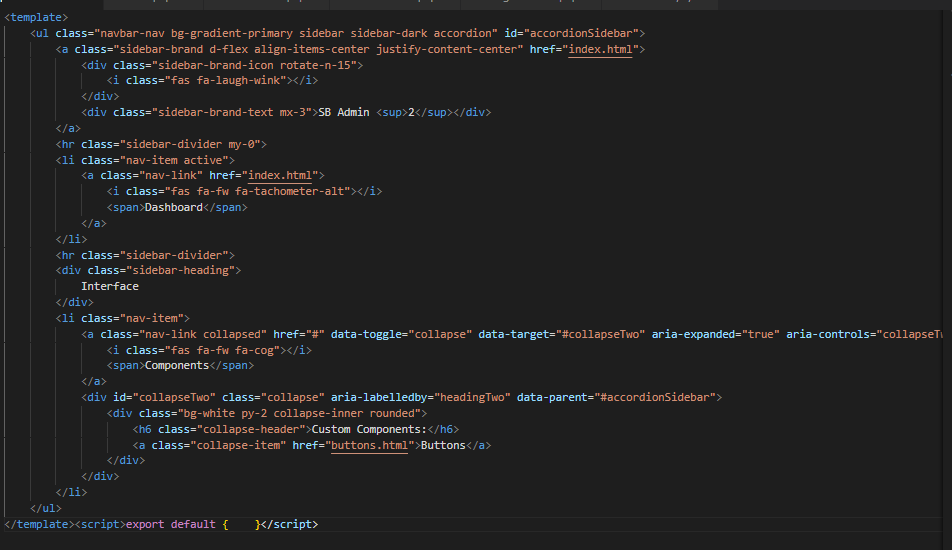 <template>
<ul class="navbar-nav bg-gradient-primary sidebar sidebar-dark accordion" id="accordionSidebar">
<a class="sidebar-brand d-flex align-items-center justify-content-center" href="index.html">
<div class="sidebar-brand-icon rotate-n-15">
<i class="fas fa-laugh-wink"></i>
</div>
<div class="sidebar-brand-text mx-3">SB Admin <sup>2</sup></div>
</a>
<hr class="sidebar-divider my-0">
<li class="nav-item active">
<a class="nav-link" href="index.html">
<i class="fas fa-fw fa-tachometer-alt"></i>
<span>Dashboard</span>
</a>
</li>
<hr class="sidebar-divider">
<div class="sidebar-heading">
Interface
</div>
<li class="nav-item">
<a class="nav-link collapsed" href="#" data-toggle="collapse" data-target="#collapseTwo" aria-expanded="true" aria-controls="collapseTw
<i class="fas fa-fw fa-cog"></i>
<span>Components</span>
</a>
<div id="collapseTwo" class="collapse" aria-labelledby="headingTwo" data-parent="#accordionSidebar">
<div class="bg-white py-2 collapse-inner rounded">
<h6 class="collapse-header">Custom Components:</h6>
<a class="collapse-item" href="buttons.html">Buttons</a>
</div>
</div>
</li>
</ul>
</template><script>export default {    }</script>